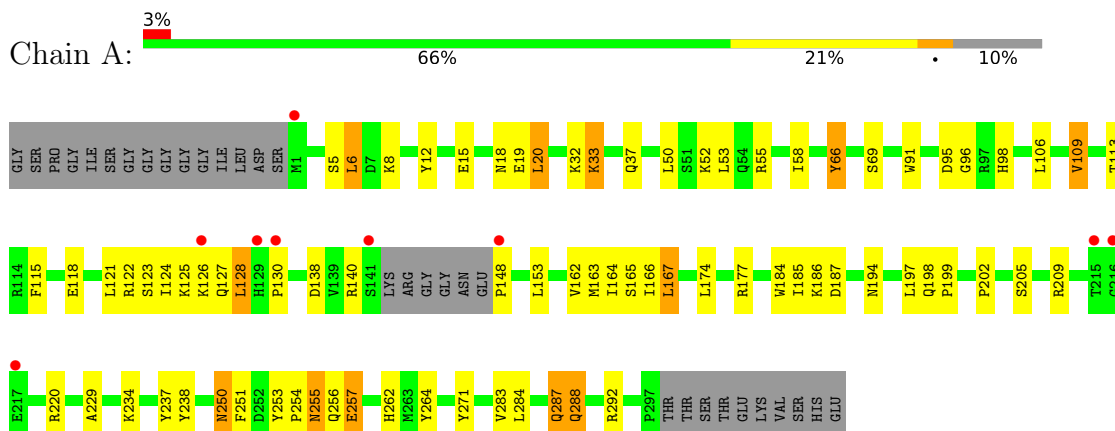 3%
Chain A:
66% 21% • 10%
GLY SER PRO GLY ILE SER GLY GLY GLY GLY GLY ILE LEU ASP SER M1 S5 L6 D7 K8 Y12 E15 N18 E19 L20 K32 K33 Q37 L50 S51 K52 L53 Q54 R55 I58 Y66 S69 W91 D95 G96 R97 H98 L106 V109 T113
R114 F115 E118 L121 R122 S123 I124 K125 K126 Q127 L128 H129 P130 D138 V139 R140 S141 LYS ARG GLY GLY ASN GLU P148 L153 V162 M163 I164 S165 I166 L167 L174 R177 W184 I185 K186 D187 N194 L197 Q198 P199 P202 S205 R209 T215 G216
E217 R220 A229 K234 Y237 Y238 N250 F251 D252 Y253 P254 N255 Q256 E257 H262 M263 Y264 Y271 V283 L284 Q287 Q288 R292 P297 THR THR SER THR GLU LYS VAL SER HIS GLU